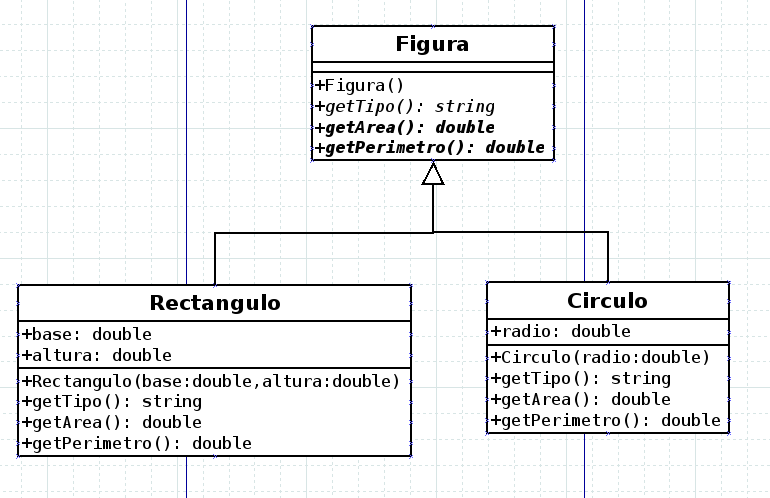 Figura
+Figura()
+getTipo(): string
+getArea(): double
+getPerimetro(): double
Rectangulo
+base: double
+altura: double
+Rectangulo(base:double,altura:double)
+getTipo(): string
+getArea(): double
+getPerimetro(): double
Circulo
+radio: double
+Circulo(radio:double)
+getTipo(): string
+getArea(): double
+getPerimetro(): double